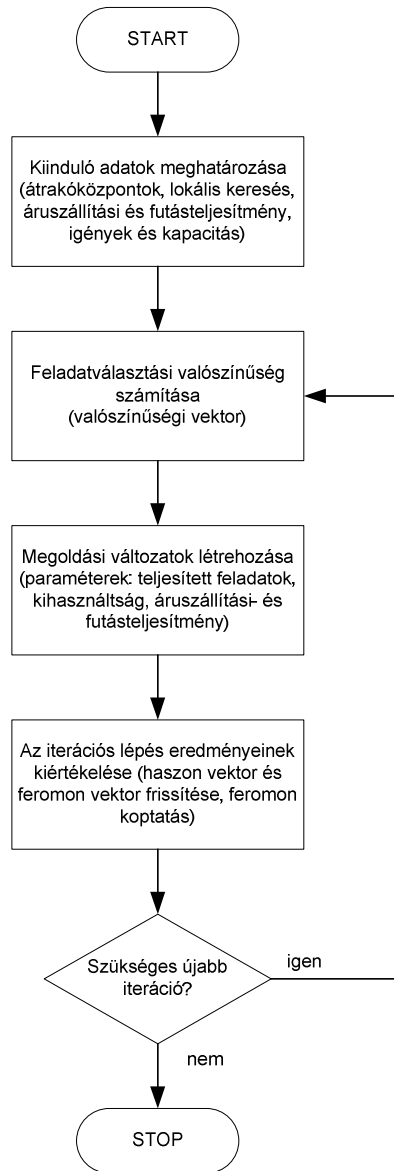 START
Kiinduló adatok meghatározása
(átrakóközpontok, lokális keresés,
áruszállítási és futásteljesítmény,
igények és kapacitás)
Feladatválasztási valószínűség
számítása
(valószínűségi vektor)
Megoldási változatok létrehozása
(paraméterek: teljesített feladatok,
kihasználtság, áruszállítási- és
futásteljesítmény)
Az iterációs lépés eredményeinek
kiértékelése (haszon vektor és
feromon vektor frissítése, feromon
koptatás)
Szükséges újabb
iteráció?
igen
nem
STOP